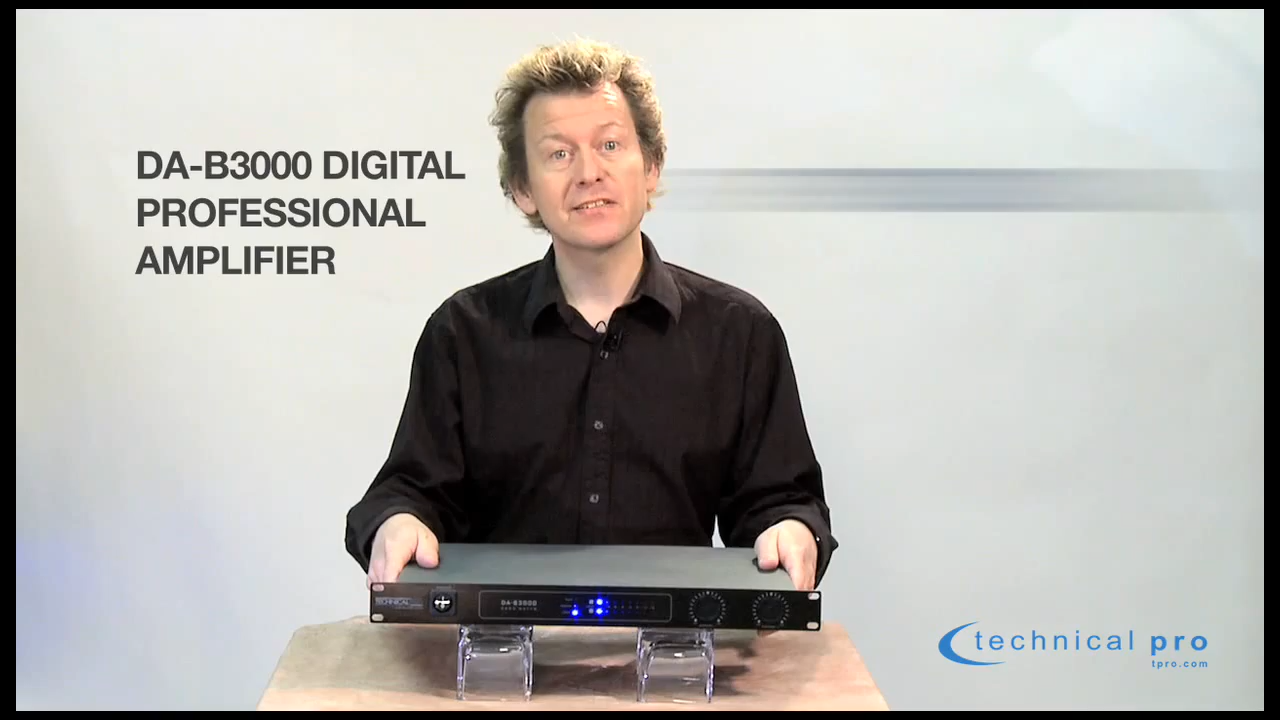 DA-B3000 DIGITAL
PROFESSIONAL
AMPLIFIER
TECHNICAL
DA-B3000
technical pro
tpro.com